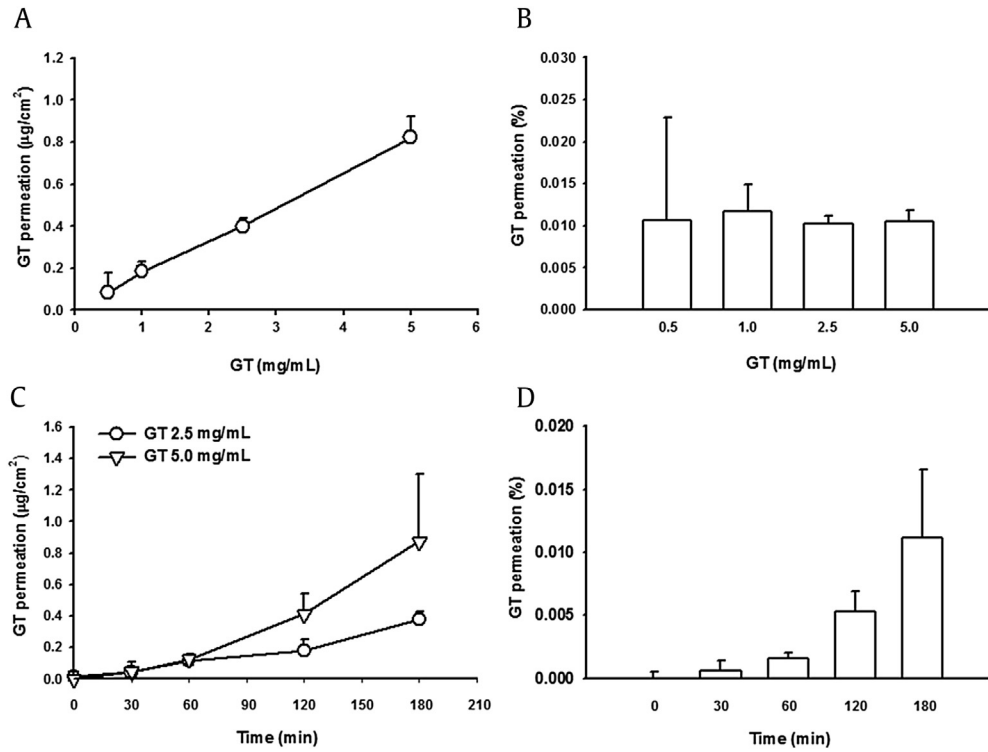 A
GT permeation (µg/cm²)
1.2
1.0
0.8
0.6
0.4
0.2
0.0
0 1 2 3 4 5 6
GT (mg/mL)
B
GT permeation (%)
0.030
0.025
0.020
0.015
0.010
0.005
0.000
0.5 1.0 2.5 5.0
GT (mg/mL)
C
GT permeation (µg/cm²)
1.6
1.4
1.2
1.0
0.8
0.6
0.4
0.2
0.0
GT 2.5 mg/mL
GT 5.0 mg/mL
0 30 60 90 120 150 180 210
Time (min)
D
GT permeation (%)
0.020
0.015
0.010
0.005
0.000
0 30 60 120 180
Time (min)